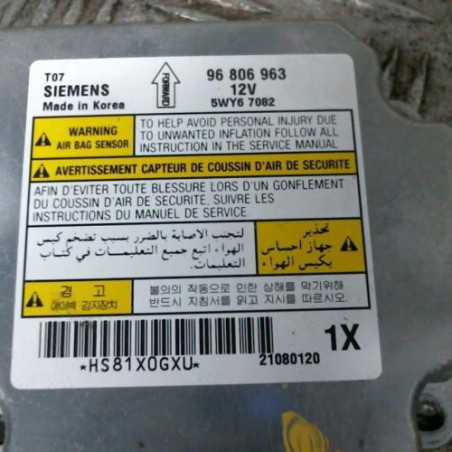 T07
SIEMENS
Made in Korea
FORWARD
96 806 963
12V
5WY6 7082
WARNING
AIR BAG SENSOR
TO HELP AVOID PERSONAL INJURY DUE
TO UNWANTED INFLATION FOLLOW ALL
INSTRUCTION IN THE SERVICE MANUAL
AVERTISSEMENT CAPTEUR DE COUSSIN D'AIR DE SECURITE
AFIN D'EVITER TOUTE BLESSURE LORS D'UN GONFLEMENT
DU COUSSIN D'AIR DE SECURITE, SUIVRE LES
INSTRUCTIONS DU MANUEL DE SERVICE
تحذير
جهاز احساس
بكيس الهواء
لتجنب الأصابة بالضرر بسبب تضخم كيس
الهواء اتبع جميع التعليمات في كتاب
التعليمات.
경 고
에어백 감지장치
불의의 작동으로 인한 상해를 막기위해
반드시 지침서를 읽고 지시를 따르시오.
*HS81X0GXU*
21080120
1X